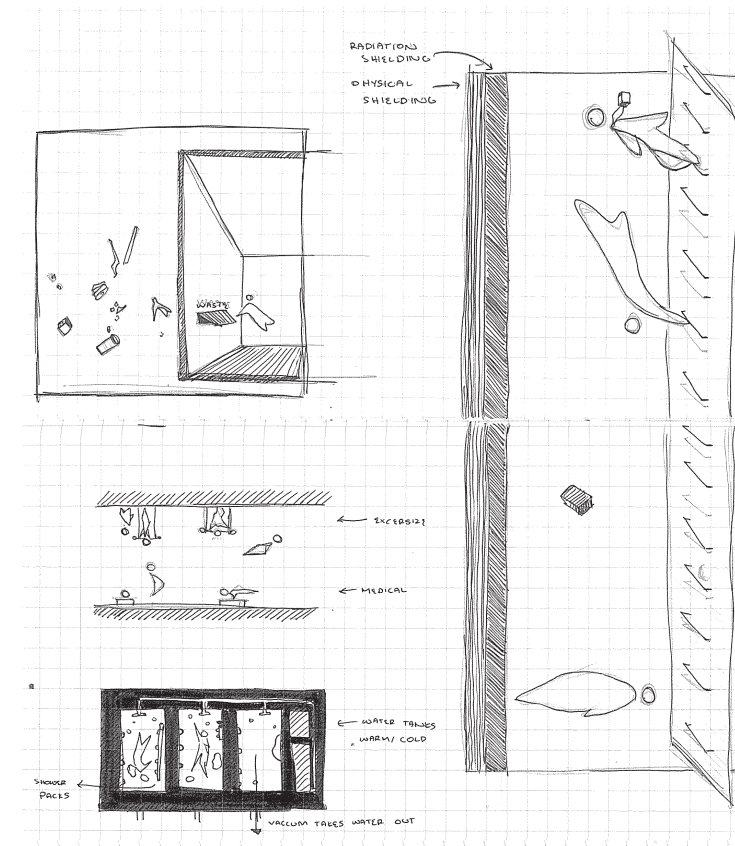 RADIATION
SHIELDING
PHYSICAL
SHIELDING
WASTE
EXCERSIZE
MEDICAL
WATER TANKS
WARM/COLD
SHOWER
PACKS
VACCUM TAKES WATER OUT